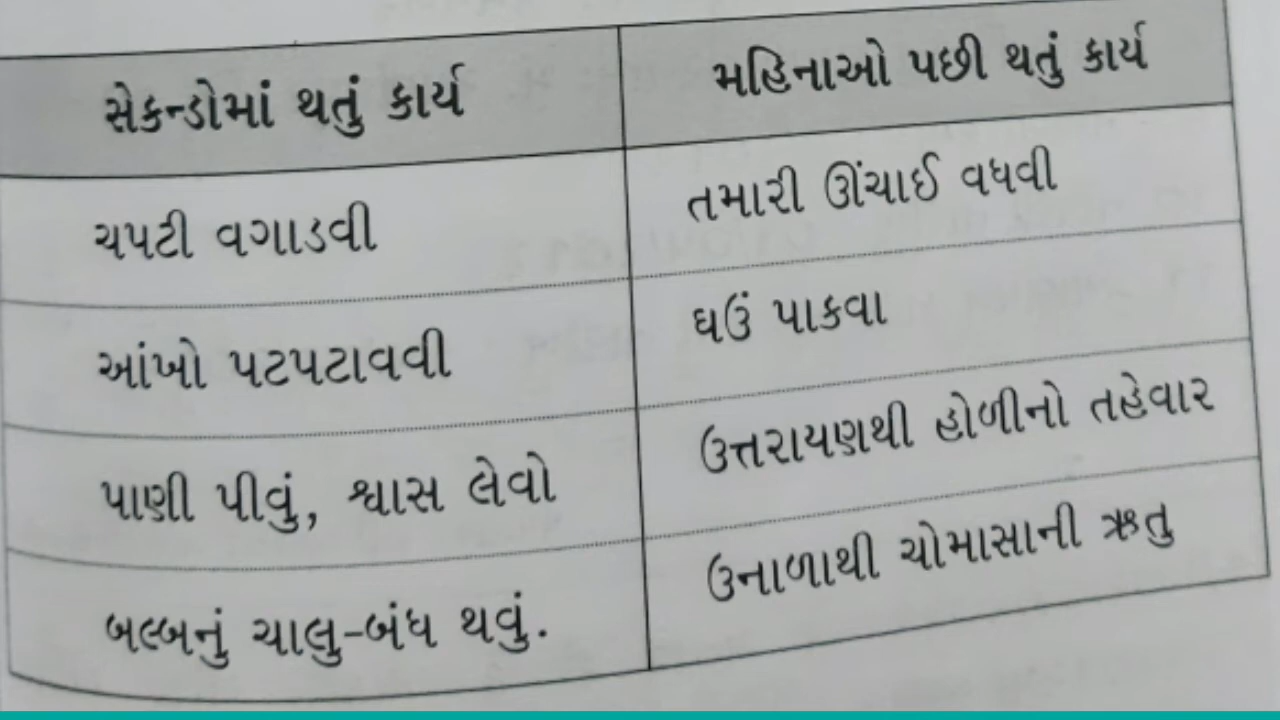 સેકન્ડોમાં થતું કાર્ય	મહિનાઓ પછી થતું કાર્ય
ચપટી વગાડવી	તમારી ઊંચાઈ વધવી
આંખો પટપટાવવી	ઘઉં પાકવા
પાણી પીવું, શ્વાસ લેવો	ઉત્તરાયણથી હોળીનો તહેવાર
બલ્બનું ચાલુ-બંધ થવું.	ઉનાળાથી ચોમાસાની ઋતુ